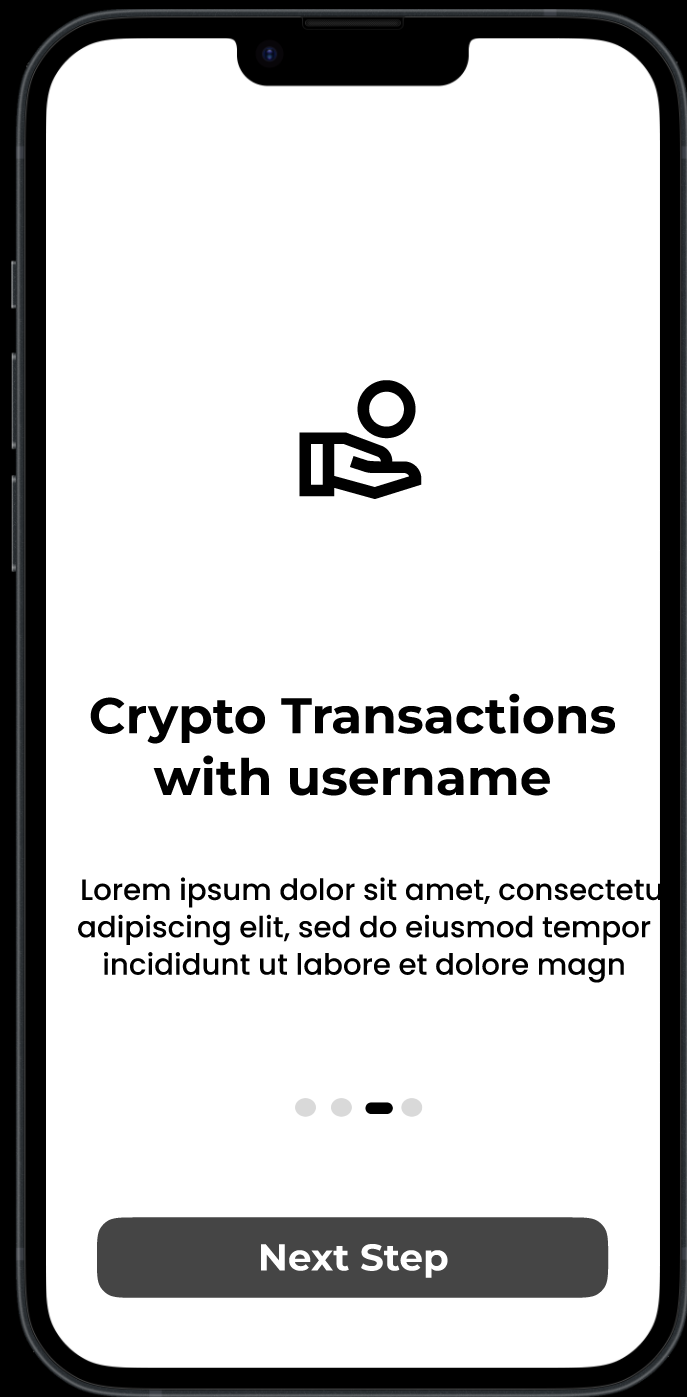 Crypto Transactions
with username
Lorem ipsum dolor sit amet, consectetu
adipiscing elit, sed do eiusmod tempor
incididunt ut labore et dolore magn
Next Step